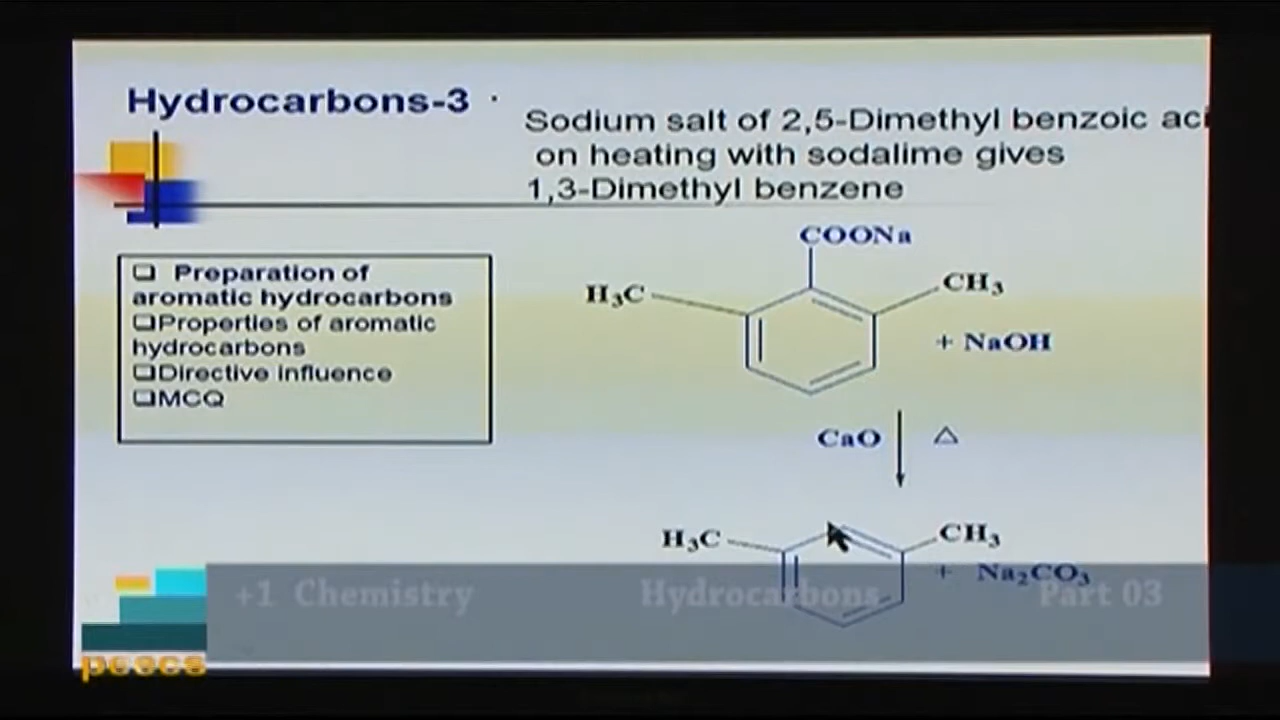 Hydrocarbons-3
Sodium salt of 2,5-Dimethyl benzoic aci
on heating with sodalime gives
1,3-Dimethyl benzene
❑ Preparation of
aromatic hydrocarbons
❑Properties of aromatic
hydrocarbons
❑Directive influence
❑MCQ
COONa
H₃C
CH₃
+ NaOH
CaO △
H₃C
CH₃
+ Na₂CO₃
+1 Chemistry Hydrocarbons Part 03
peecs